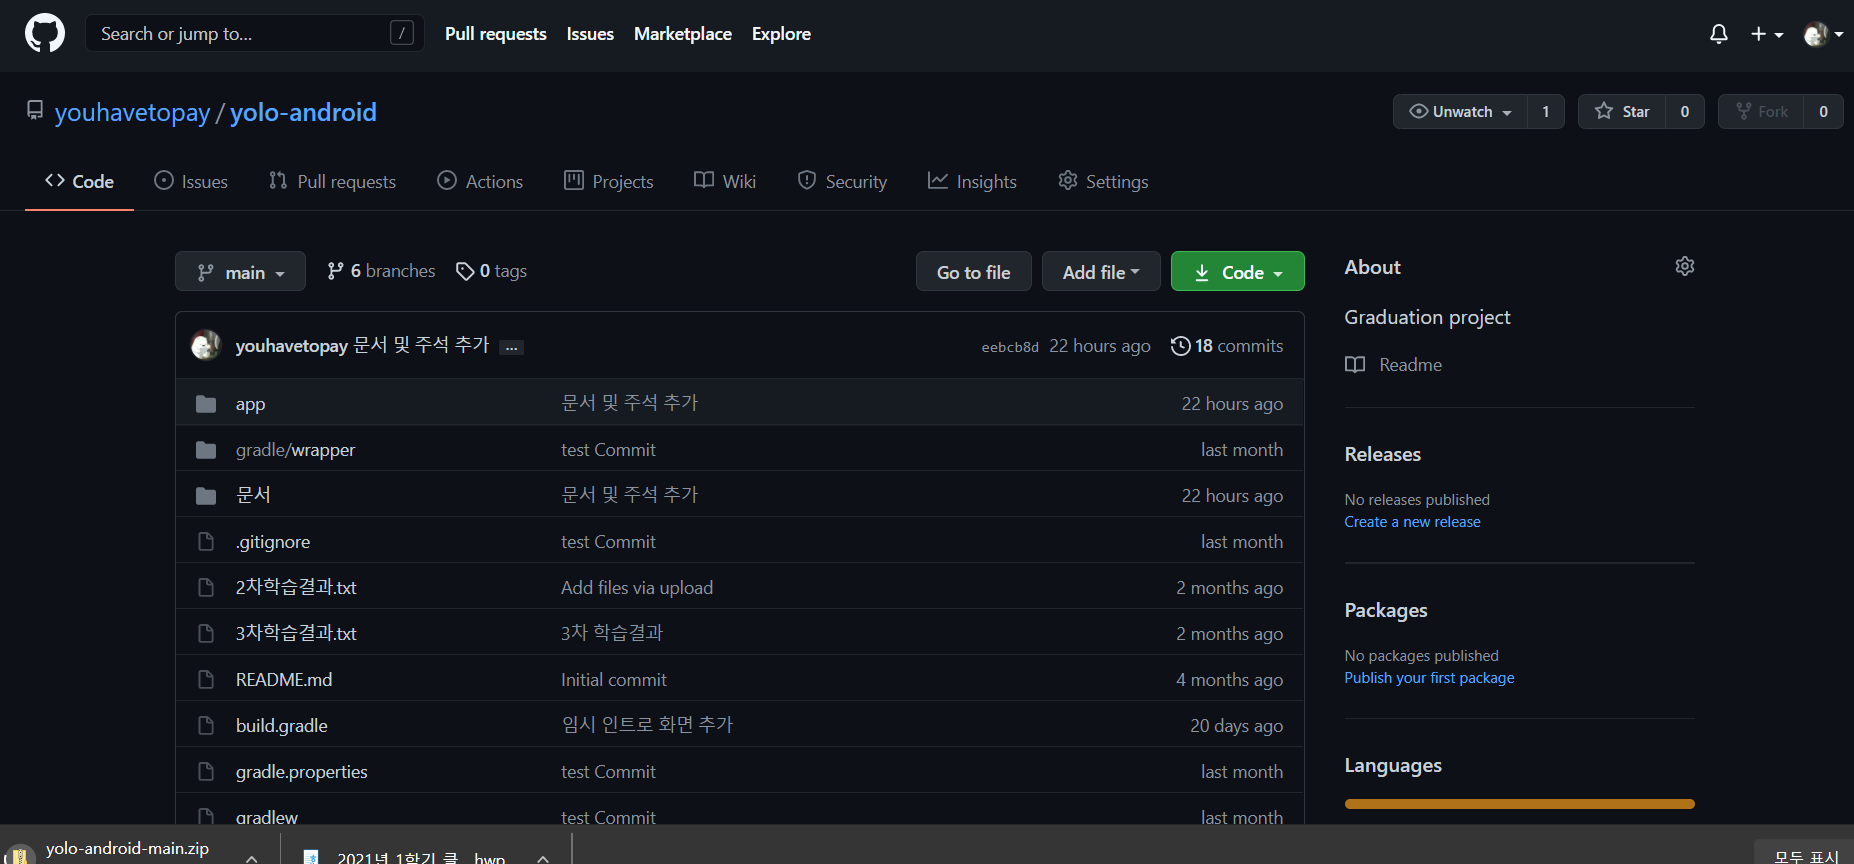 Search or jump to... /
Pull requests Issues Marketplace Explore
youhavetopay / yolo-android
Unwatch 1 Star 0 Fork 0
Code Issues Pull requests Actions Projects Wiki Security Insights Settings
main 6 branches 0 tags Go to file Add file Code
youhavetopay 문서 및 주석 추가 ... eebcb8d 22 hours ago 18 commits
app 문서 및 주석 추가 22 hours ago
gradle/wrapper test Commit last month
문서 문서 및 주석 추가 22 hours ago
.gitignore test Commit last month
2차학습결과.txt Add files via upload 2 months ago
3차학습결과.txt 3차 학습결과 2 months ago
README.md Initial commit 4 months ago
build.gradle 임시 인트로 화면 추가 20 days ago
gradle.properties test Commit last month
gradlew test Commit last month
About
Graduation project
Readme
Releases
No releases published
Create a new release
Packages
No packages published
Publish your first package
Languages
yolo-android-main.zip
2021년 1학기 클....hwp
모두 표시